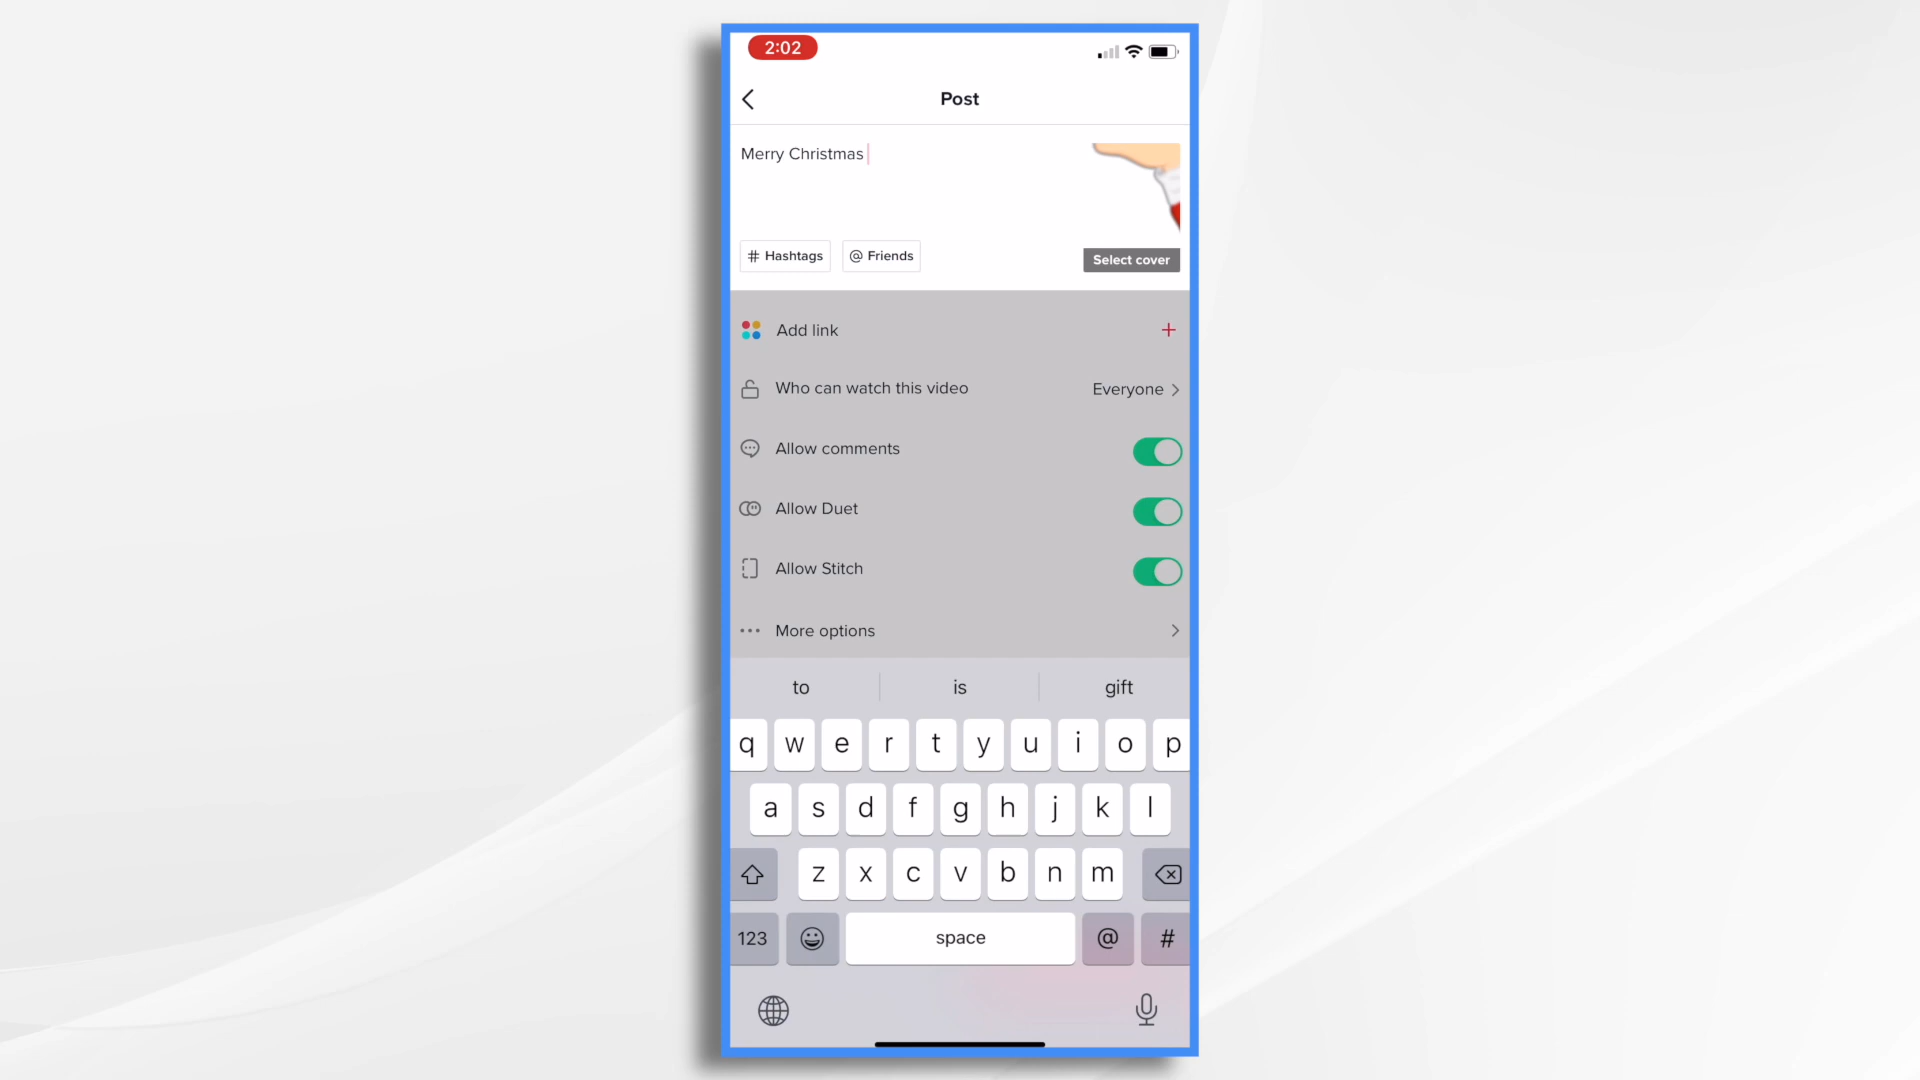 2:02
Post
Merry Christmas
# Hashtags @ Friends
Select cover
Add link +
Who can watch this video Everyone >
Allow comments
Allow Duet
Allow Stitch
More options >
to is gift
q w e r t y u i o p
a s d f g h j k l
z x c v b n m
123 space @ #